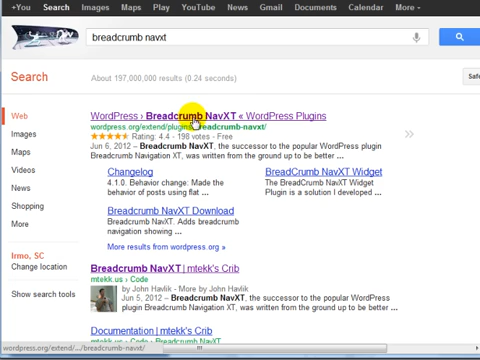 +You Search Images Maps Play YouTube News Gmail Documents Calendar More
breadcrumb navxt
Search
About 197,000,000 results (0.24 seconds)
Safe
Web
Images
Maps
Videos
News
Shopping
More
Irmo, SC
Change location
Show search tools
WordPress › Breadcrumb NavXT « WordPress Plugins
wordpress.org/extend/plugins/breadcrumb-navxt/
Rating: 4.4 - 198 votes - Free
Jun 6, 2012 – Breadcrumb NavXT, the successor to the popular WordPress plugin
Breadcrumb Navigation XT, was written from the ground up to be better ...
Changelog
4.1.0. Behavior change: Made the
behavior of posts using flat ...
BreadCrumb NavXT Widget
The BreadCrumb NavXT Widget
Plugin is a solution I developed ...
Breadcrumb NavXT Download
Breadcrumb NavXT. Adds breadcrumb
navigation showing ...
More results from wordpress.org »
Breadcrumb NavXT | mtekk's Crib
mtekk.us › Code
by John Havlik - More by John Havlik
Jun 5, 2012 – Breadcrumb NavXT, the successor to the popular WordPress
plugin Breadcrumb Navigation XT, was written from the ground up to be better ...
Documentation | mtekk's Crib
mtekk.us › Code › Breadcrumb NavXT
wordpress.org/extend/.../breadcrumb-navxt/